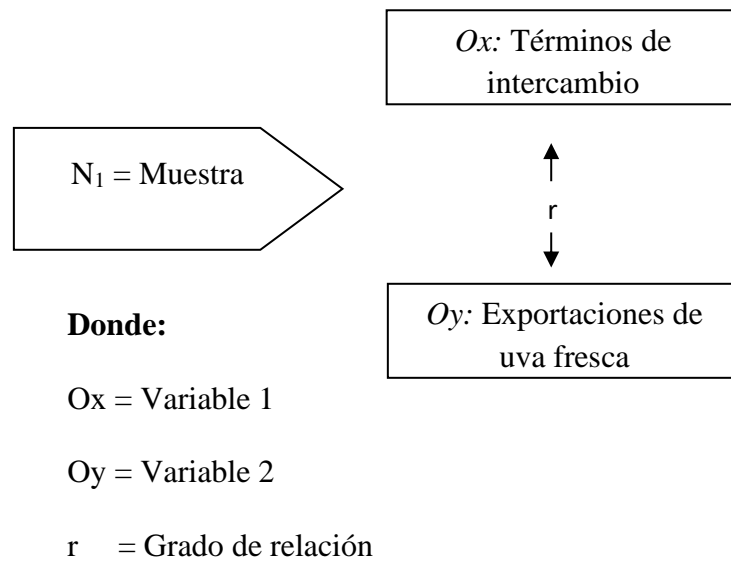 Ox: Términos de
intercambio
N₁ = Muestra
r
Oy: Exportaciones de
uva fresca
Donde:
Ox = Variable 1
Oy = Variable 2
r = Grado de relación